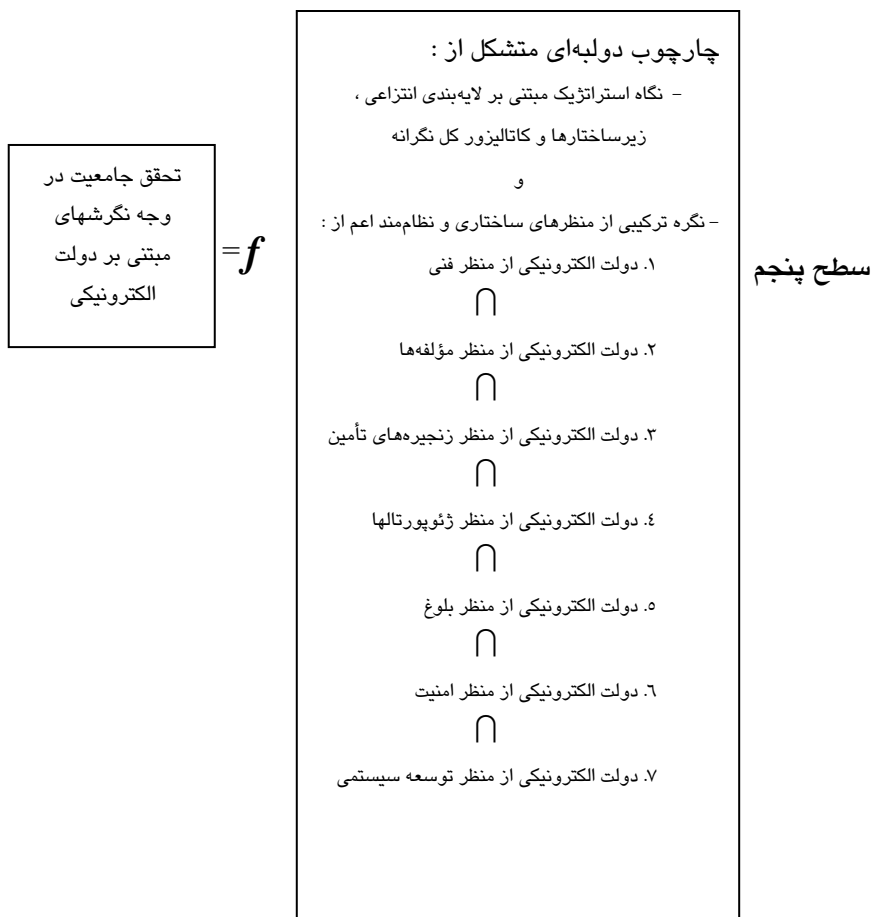 سطح پنجم
چارچوب دولبه‌ای متشکل از :
- نگاه استراتژیک مبتنی بر لایه‌بندی انتزاعی ،
زیرساختارها و کاتالیزور کل نگرانه
و
- نگره ترکیبی از منظرهای ساختاری و نظام‌مند اعم از :
۱. دولت الکترونیکی از منظر فنی
∩
۲. دولت الکترونیکی از منظر مؤلفه‌ها
∩
۳. دولت الکترونیکی از منظر زنجیره‌های تأمین
∩
٤. دولت الکترونیکی از منظر ژئوپورتالها
∩
٥. دولت الکترونیکی از منظر بلوغ
∩
٦. دولت الکترونیکی از منظر امنیت
∩
۷. دولت الکترونیکی از منظر توسعه سیستمی
=f
تحقق جامعیت در
وجه نگرشهای
مبتنی بر دولت
الکترونیکی